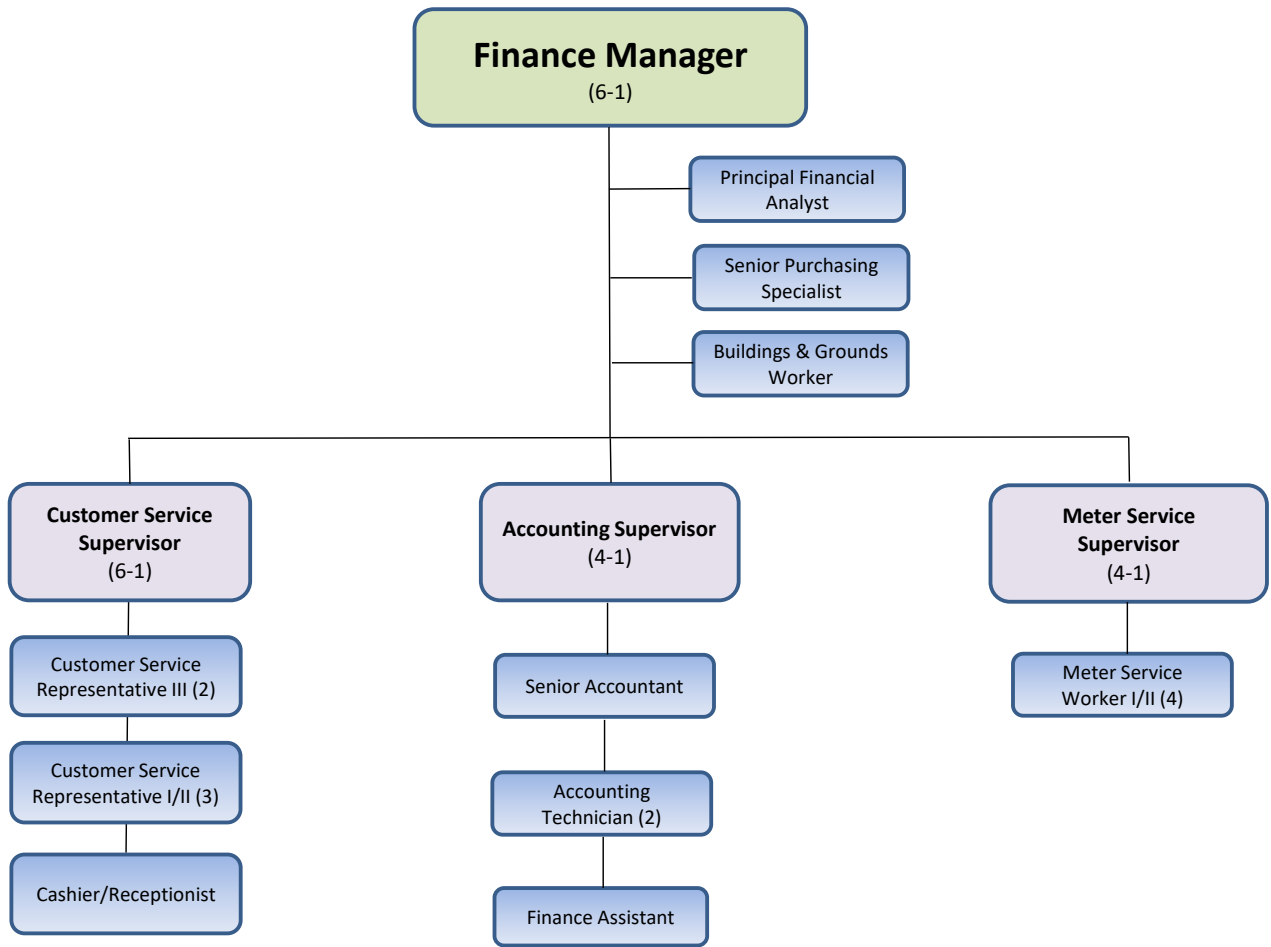 Finance Manager
(6-1)
Principal Financial
Analyst
Senior Purchasing
Specialist
Buildings & Grounds
Worker
Customer Service
Supervisor
(6-1)
Customer Service
Representative III (2)
Customer Service
Representative I/II (3)
Cashier/Receptionist
Accounting Supervisor
(4-1)
Senior Accountant
Accounting
Technician (2)
Finance Assistant
Meter Service
Supervisor
(4-1)
Meter Service
Worker I/II (4)